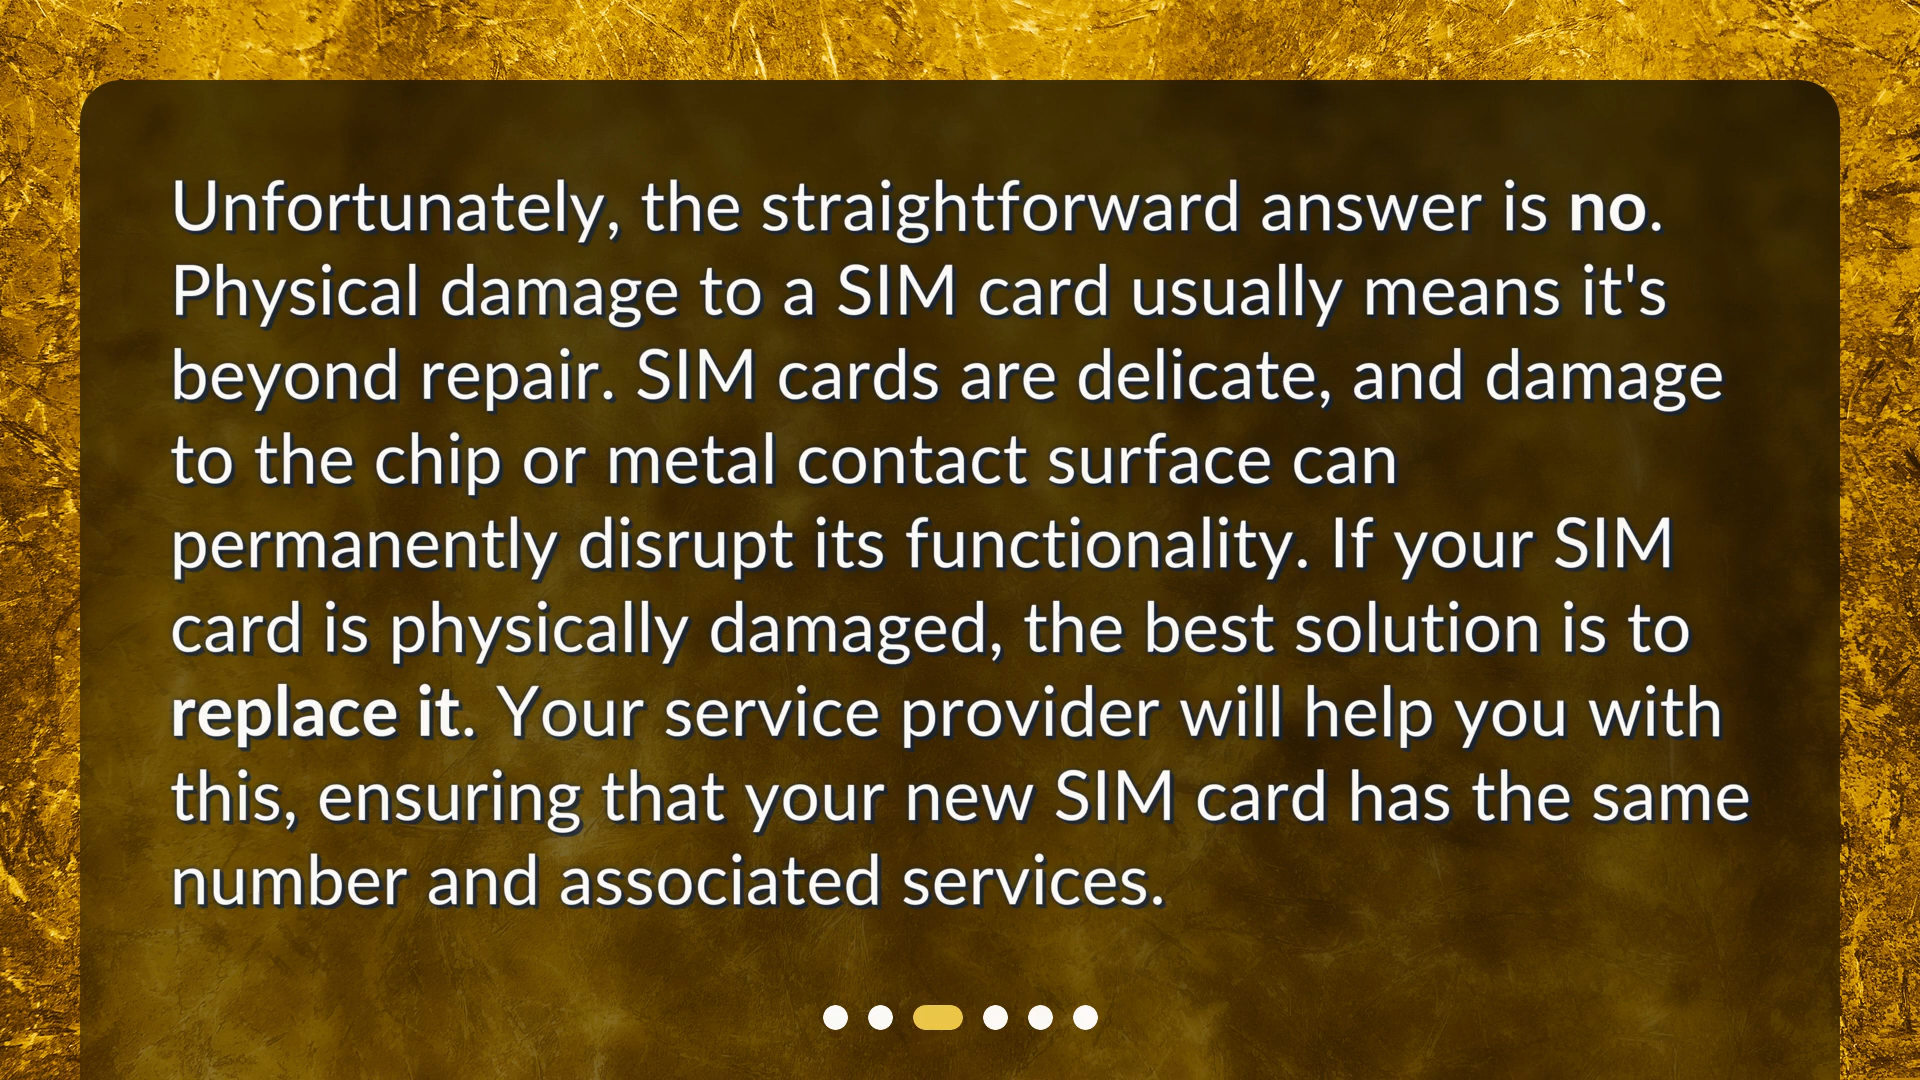 Unfortunately, the straightforward answer is no.
Physical damage to a SIM card usually means it's
beyond repair. SIM cards are delicate, and damage
to the chip or metal contact surface can
permanently disrupt its functionality. If your SIM
card is physically damaged, the best solution is to
replace it. Your service provider will help you with
this, ensuring that your new SIM card has the same
number and associated services.